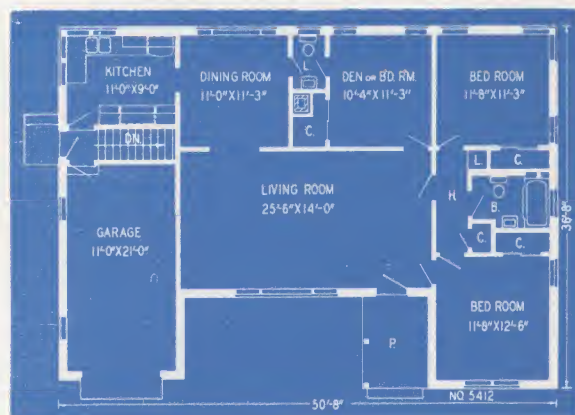 KITCHEN
11'-0"X9'-0"
DINING ROOM
11'-0"X11'-3"
L.
C.
DEN OR B'D. R'M.
10'-4"X11'-3"
BED ROOM
11'-8"X11'-3"
DN.
L.
C.
LIVING ROOM
25'-6"X14'-0"
H.
B.
C.
C.
GARAGE
11'-0"X21'-0"
BED ROOM
11'-8"X12'-6"
P.
36'-8"
NO. 5412
50'-8"